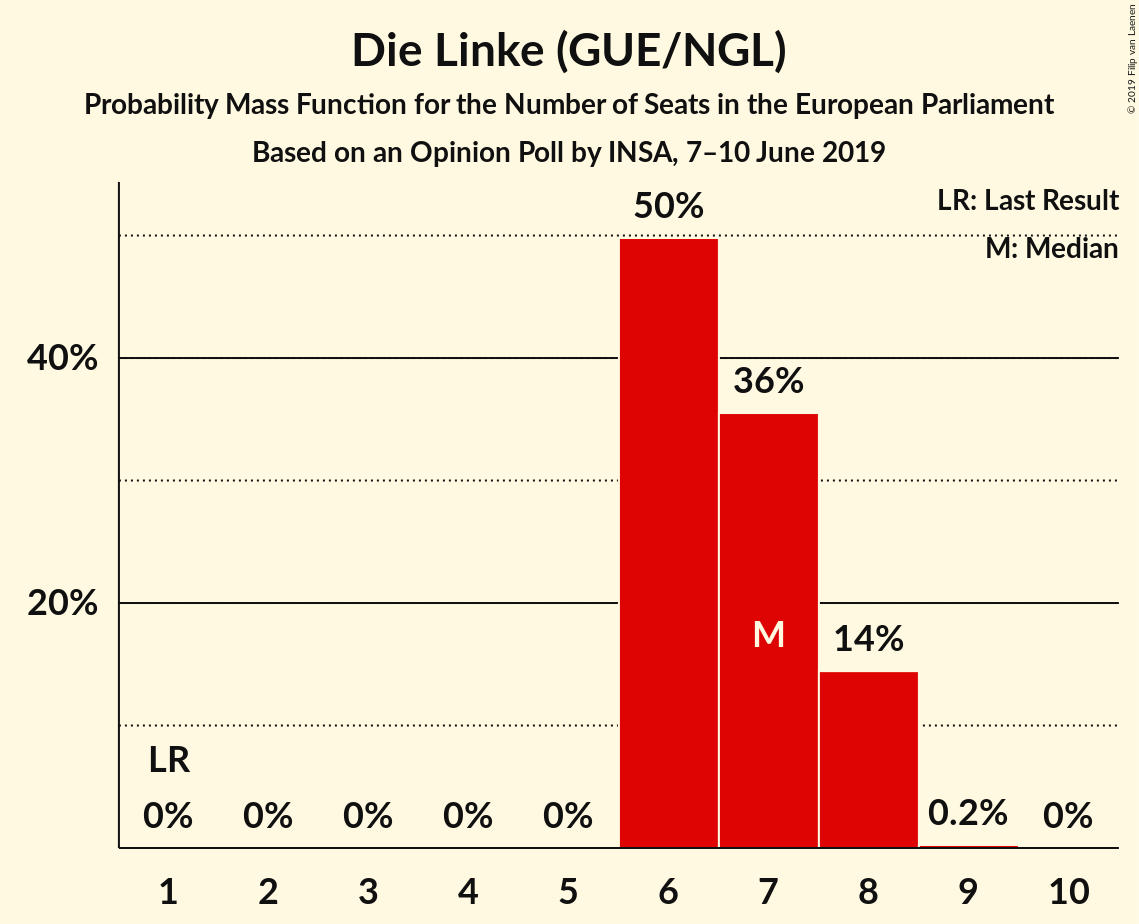 Die Linke (GUE/NGL)
Probability Mass Function for the Number of Seats in the European Parliament
Based on an Opinion Poll by INSA, 7–10 June 2019
© 2019 Filip van Laenen
LR: Last Result
M: Median
50%
40%
36%
20%
M
14%
LR
0% 0% 0% 0% 0% 0.2% 0%
1 2 3 4 5 6 7 8 9 10